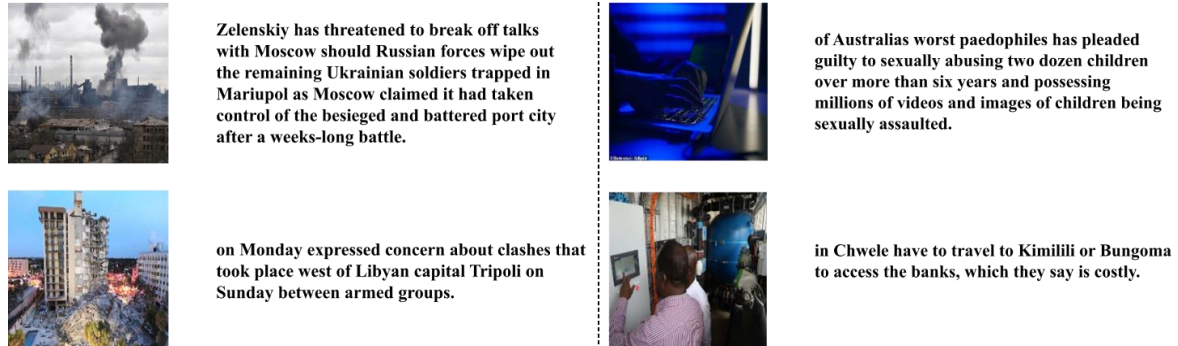 Zelenskiy has threatened to break off talks
with Moscow should Russian forces wipe out
the remaining Ukrainian soldiers trapped in
Mariupol as Moscow claimed it had taken
control of the besieged and battered port city
after a weeks-long battle.
on Monday expressed concern about clashes that
took place west of Libyan capital Tripoli on
Sunday between armed groups.
of Australias worst paedophiles has pleaded
guilty to sexually abusing two dozen children
over more than six years and possessing
millions of videos and images of children being
sexually assaulted.
in Chwele have to travel to Kimilili or Bungoma
to access the banks, which they say is costly.